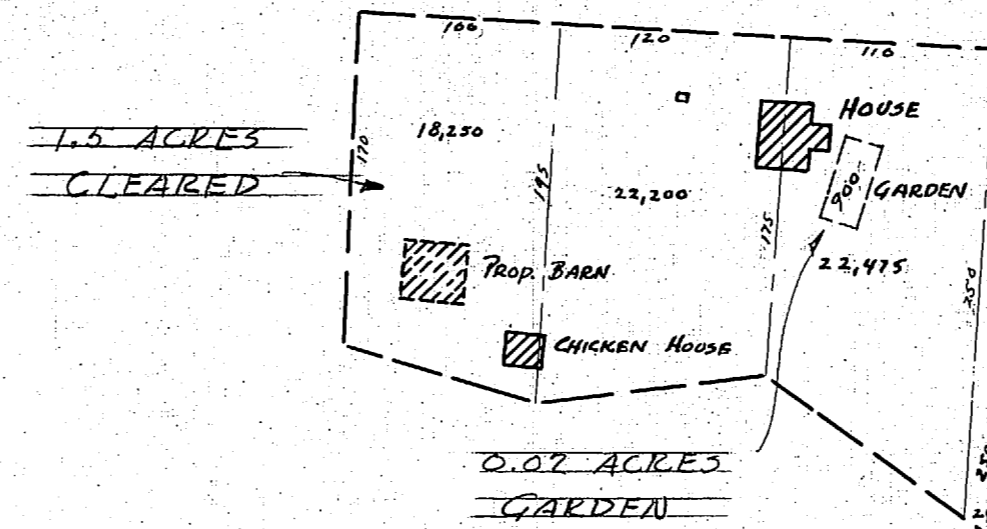 100
120
110
HOUSE
1.5 ACRES
CLEARED
170
18,250
195
22,200
900
GARDEN
175
22,475
250
PROP. BARN
CHICKEN HOUSE
0.02 ACRES
GARDEN